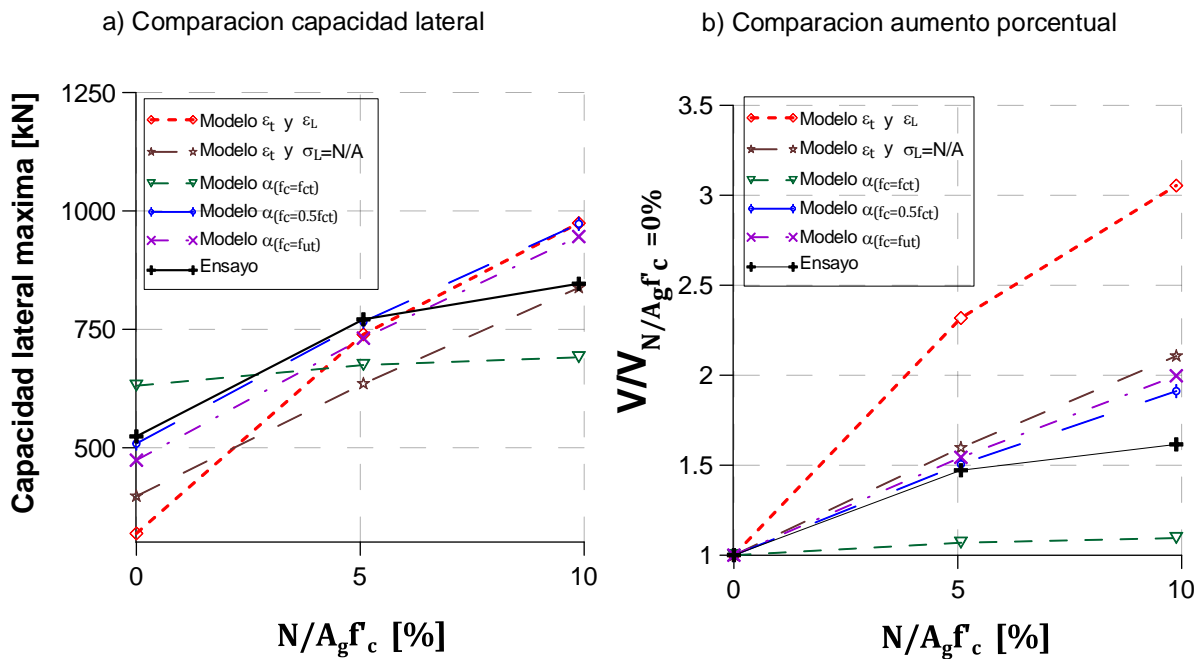 a) Comparacion capacidad lateral
Capacidad lateral maxima [kN]
1250
1000
750
500
Modelo εt y εL
Modelo εt y σL=N/A
Modelo α(fc=fct)
Modelo α(fc=0.5fct)
Modelo α(fc=fut)
Ensayo
0
5
10
N/Agf'c [%]
b) Comparacion aumento porcentual
V/VN/Agf'c =0%
3.5
3
2.5
2
1.5
1
Modelo εt y εL
Modelo εt y σL=N/A
Modelo α(fc=fct)
Modelo α(fc=0.5fct)
Modelo α(fc=fut)
Ensayo
0
5
10
N/Agf'c [%]